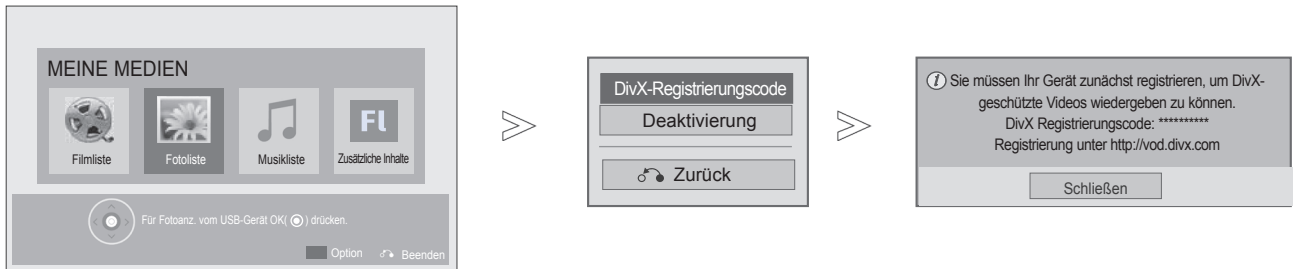 MEINE MEDIEN
Filmliste
Fotoliste
Musikliste
Fl
Zusätzliche Inhalte
Für Fotoanz. vom USB-Gerät OK( ) drücken.
Option
Beenden
DivX-Registrierungscode
Deaktivierung
Zurück
i Sie müssen Ihr Gerät zunächst registrieren, um DivX-
geschützte Videos wiedergeben zu können.
DivX Registrierungscode: **********
Registrierung unter http://vod.divx.com
Schließen